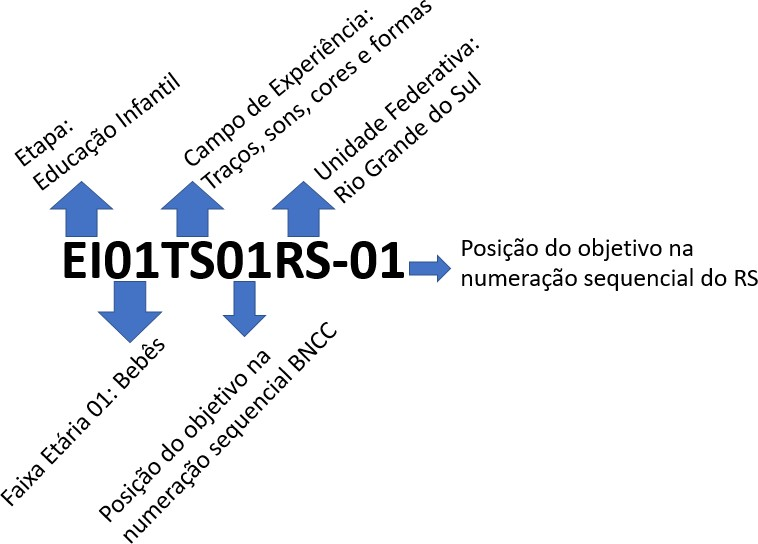 Etapa:
Educação Infantil
Campo de Experiência:
Traços, sons, cores e formas
Unidade Federativa:
Rio Grande do Sul
EI01TS01RS-01
Posição do objetivo na
numeração sequencial do RS
Faixa Etária 01: Bebês
Posição do objetivo na
numeração sequencial BNCC